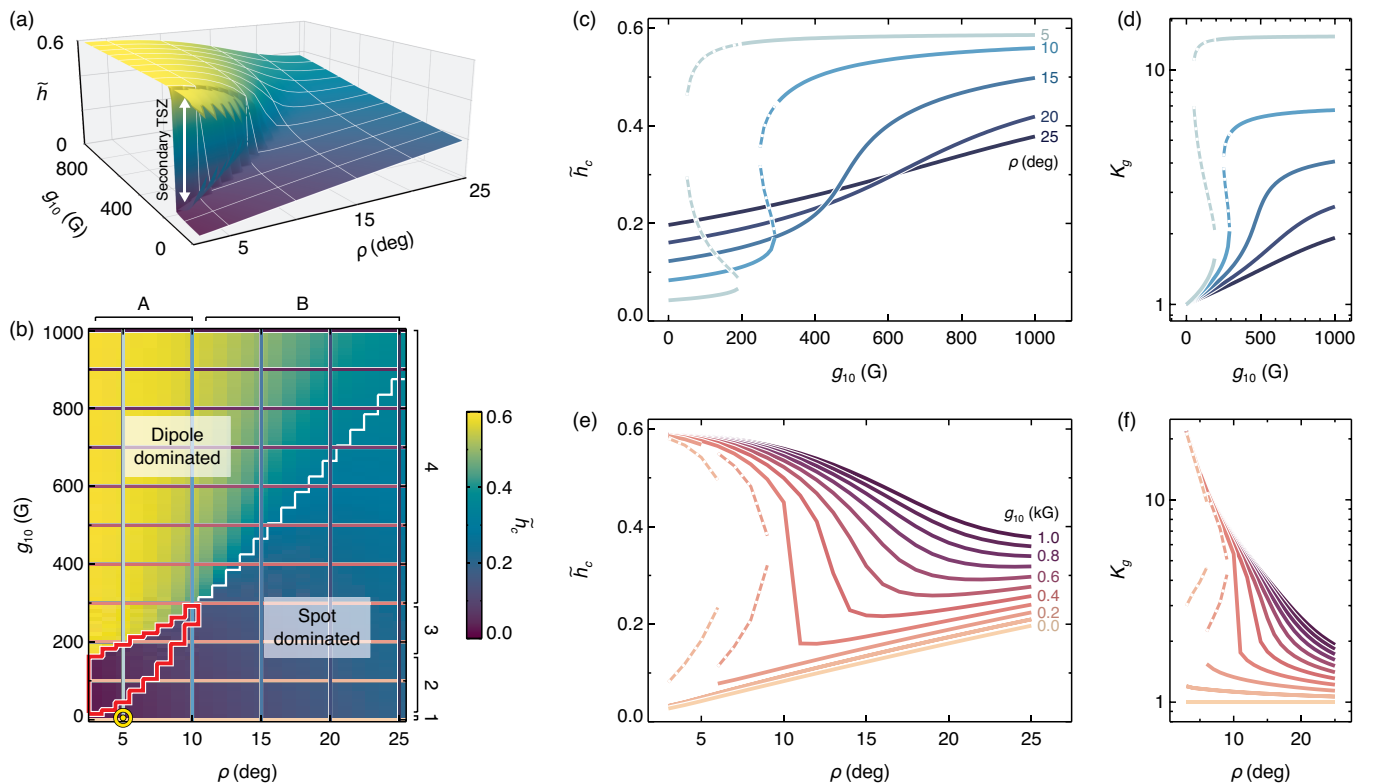 (a)
0.6
h̃
0
800
g10 (G)
400
0
Secondary TSZ
5
15
25
ρ (deg)
(b)
A
B
1000
800
600
400
200
0
g10 (G)
Dipole
dominated
Spot
dominated
4
3
2
1
5
10
15
20
25
ρ (deg)
0.6
0.4
0.2
0.0
h̃c
(c)
0.6
0.4
0.2
0.0
h̃c
5
10
15
20
25
ρ (deg)
0
200
400
600
800
1000
g10 (G)
(d)
10
1
Kg
0
500
1000
g10 (G)
(e)
0.6
0.4
0.2
0.0
h̃c
g10 (kG)
1.0
0.8
0.6
0.4
0.2
0.0
5
10
15
20
25
ρ (deg)
(f)
10
1
Kg
10
20
ρ (deg)